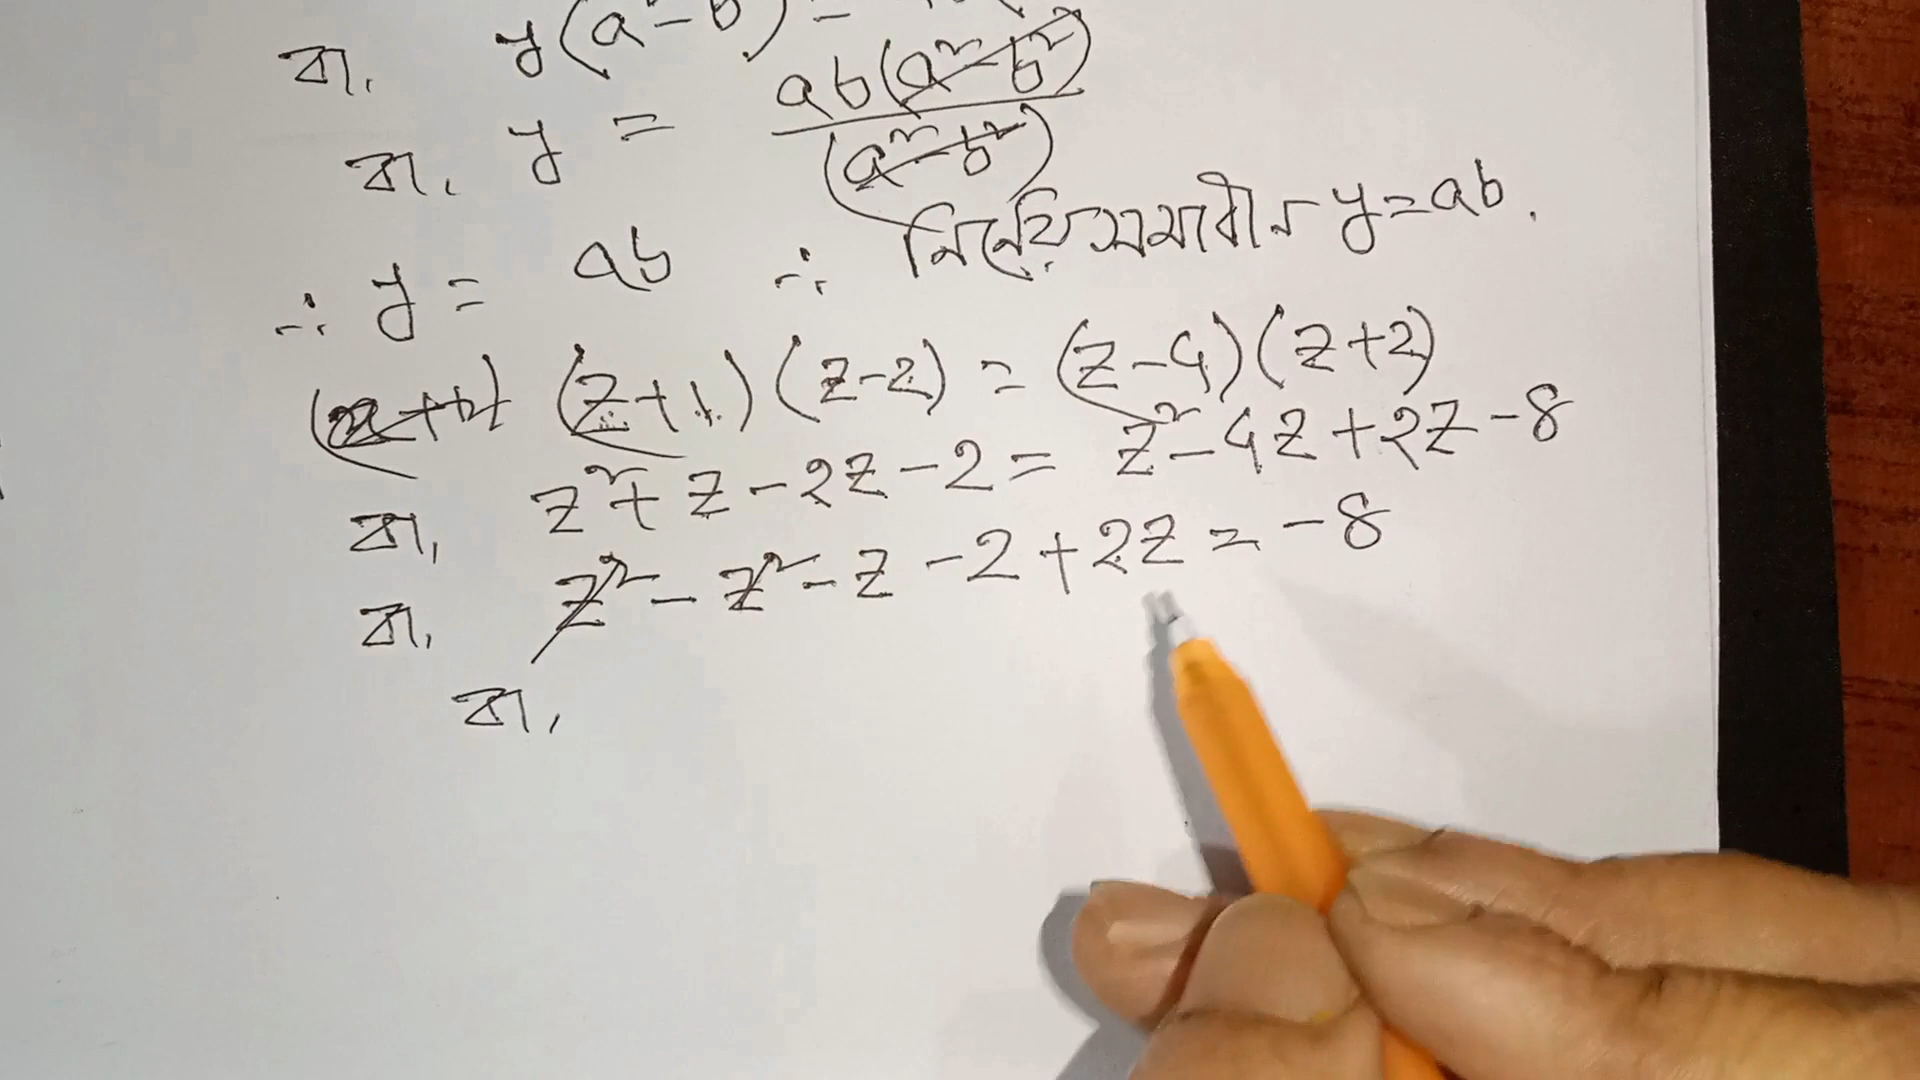 বা, y(a²-b²) =
বা, y = ab(a²-b²) / (a²-b²)
∴ y = ab ∴ নির্ণেয় সমাধান y=ab.
(z+1)(z-2) = (z-4)(z+2)
বা, z²+z-2z-2 = z²-4z+2z-8
বা, z²-z²-z-2+2z = -8
বা,